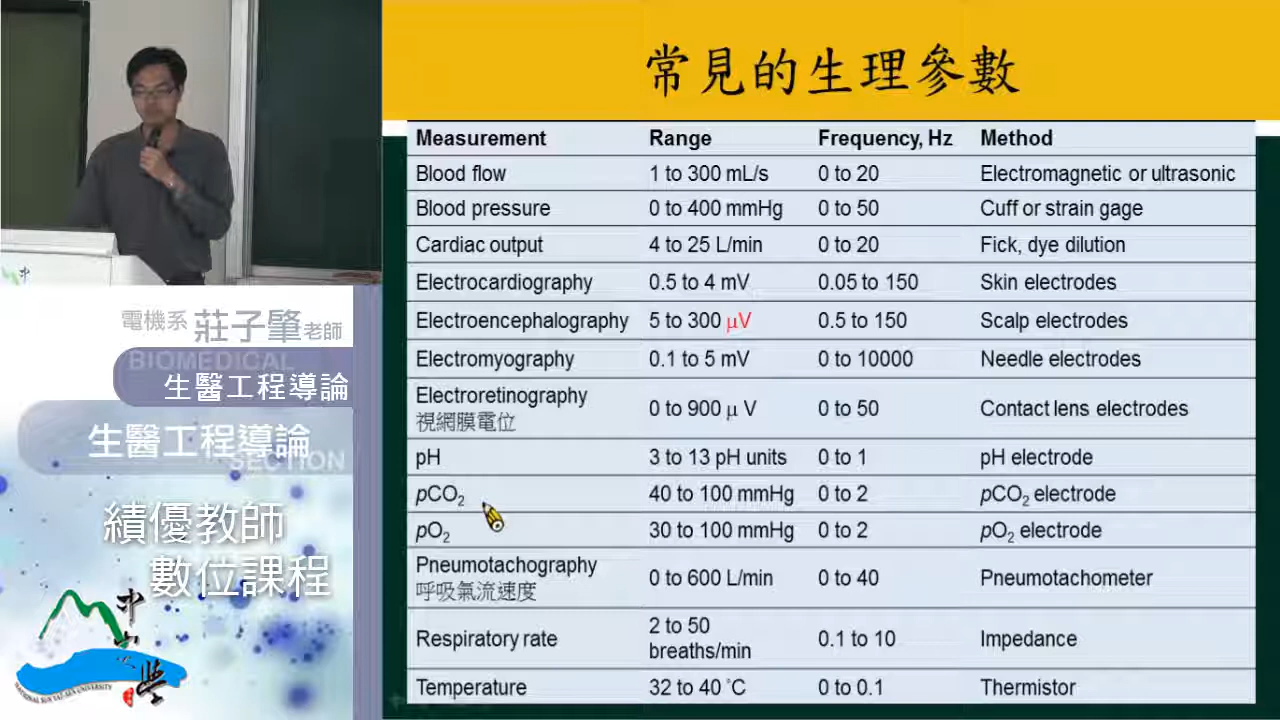 常見的生理參數
Measurement Range Frequency, Hz Method
Blood flow 1 to 300 mL/s 0 to 20 Electromagnetic or ultrasonic
Blood pressure 0 to 400 mmHg 0 to 50 Cuff or strain gage
Cardiac output 4 to 25 L/min 0 to 20 Fick, dye dilution
Electrocardiography 0.5 to 4 mV 0.05 to 150 Skin electrodes
Electroencephalography 5 to 300 μV 0.5 to 150 Scalp electrodes
Electromyography 0.1 to 5 mV 0 to 10000 Needle electrodes
Electroretinography
視網膜電位 0 to 900 μ V 0 to 50 Contact lens electrodes
pH 3 to 13 pH units 0 to 1 pH electrode
pCO₂ 40 to 100 mmHg 0 to 2 pCO₂ electrode
pO₂ 30 to 100 mmHg 0 to 2 pO₂ electrode
Pneumotachography
呼吸氣流速度 0 to 600 L/min 0 to 40 Pneumotachometer
Respiratory rate 2 to 50
breaths/min 0.1 to 10 Impedance
Temperature 32 to 40 ˚C 0 to 0.1 Thermistor
電機系 莊子肇老師
BIOMEDICAL
生醫工程導論
生醫工程導論
SECTION
績優教師
數位課程
NATIONAL SUN YAT-SEN UNIVERSITY